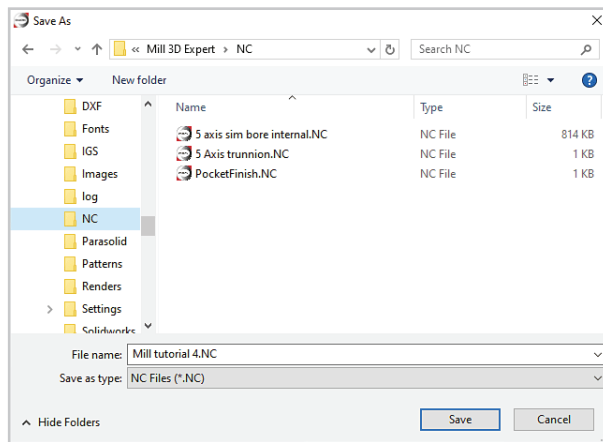 Save As
« Mill 3D Expert › NC
Search NC
Organize
New folder
?
DXF
Fonts
IGS
Images
log
NC
Parasolid
Patterns
Renders
Settings
Solidworks
Name Type Size
5 axis sim bore internal.NC NC File 814 KB
5 Axis trunnion.NC NC File 1 KB
PocketFinish.NC NC File 1 KB
File name: Mill tutorial 4.NC
Save as type: NC Files (*.NC)
Hide Folders
Save
Cancel